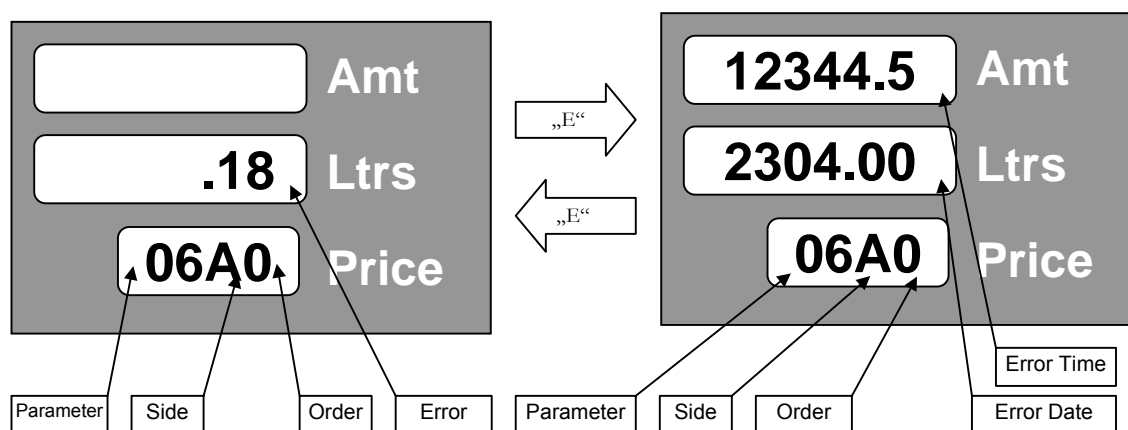 Amt
.18 Ltrs
06A0 Price
„E“
„E“
12344.5 Amt
2304.00 Ltrs
06A0 Price
Error Time
Parameter Side Order Error
Parameter Side Order Error Date